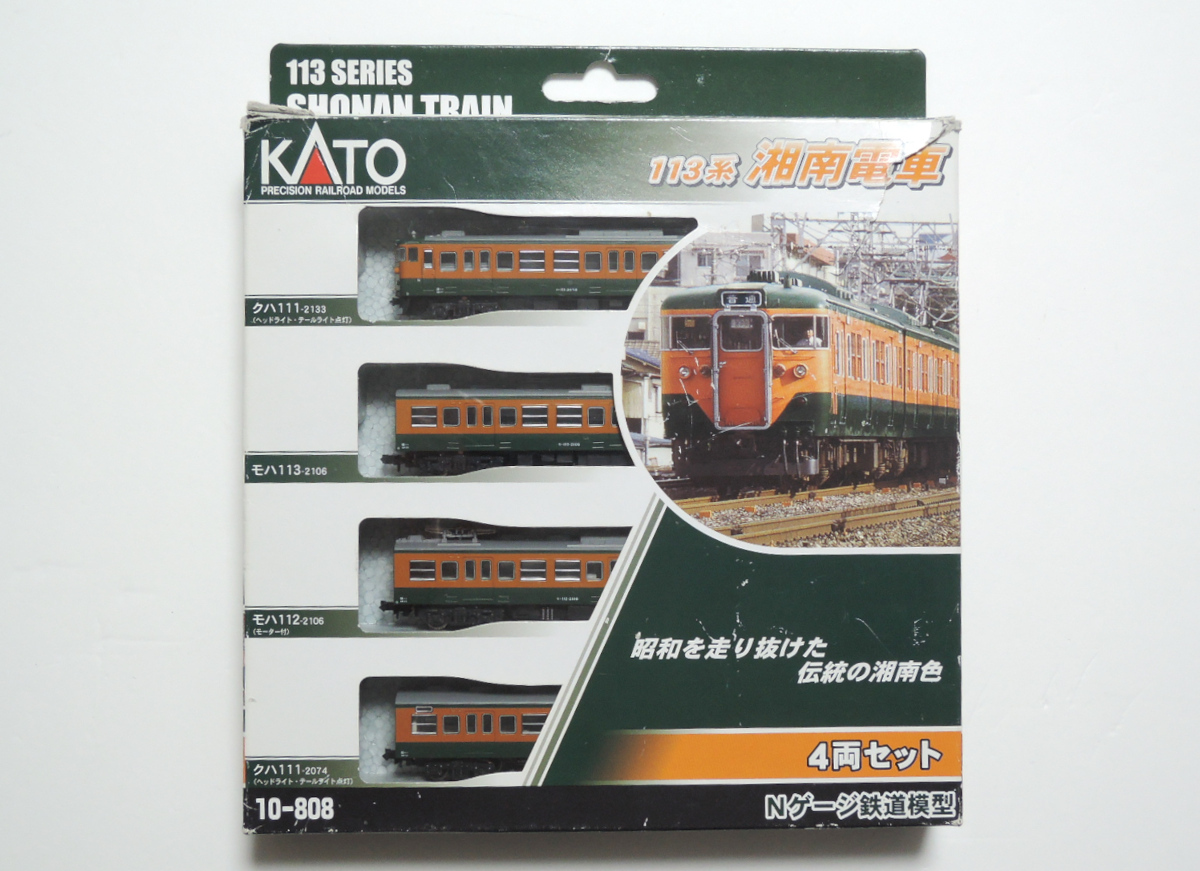 113 SERIES
SHONAN TRAIN
KATO
PRECISION RAILROAD MODELS
113系 湘南電車
クハ111-2133
(ヘッドライト・テールライト点灯)
普通
モハ113-2106
モハ112-2106
(モーター付)
昭和を走り抜けた
伝統の湘南色
クハ111-2074
(ヘッドライト・テールライト点灯)
4両セット
10-808
Nゲージ鉄道模型